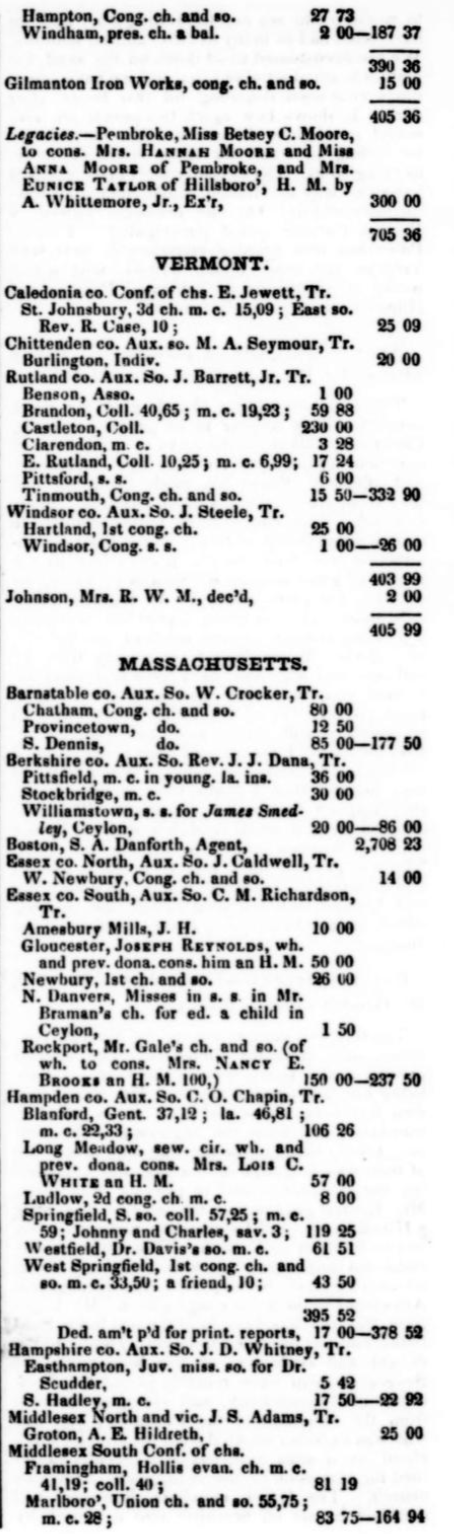 Hampton, Cong. ch. and so. 27 73
Windham, pres. ch. a bal. 2 00—187 37
390 36
Gilmanton Iron Works, cong. ch. and so. 15 00
405 36
Legacies.—Pembroke, Miss Betsey C. Moore,
to cons. Mrs. HANNAH MOORE and Miss
ANNA MOORE of Pembroke, and Mrs.
EUNICE TAYLOR of Hillsboro', H. M. by
A. Whittemore, Jr., Ex'r, 300 00
705 36
VERMONT.
Caledonia co. Conf. of chs. E. Jewett, Tr.
St. Johnsbury, 3d ch. m. c. 15,09; East so.
Rev. R. Case, 10; 25 09
Chittenden co. Aux. so. M. A. Seymour, Tr.
Burlington, Indiv. 20 00
Rutland co. Aux. So. J. Barrett, Jr. Tr.
Benson, Asso. 1 00
Brandon, Coll. 40,65; m. c. 19,23; 59 88
Castleton, Coll. 230 00
Clarendon, m. c. 3 28
E. Rutland, Coll. 10,25; m. c. 6,99; 17 24
Pittsford, s. s. 6 00
Tinmouth, Cong. ch. and so. 15 50—332 90
Windsor co. Aux. So. J. Steele, Tr.
Hartland, 1st cong. ch. 25 00
Windsor, Cong. s. s. 1 00—26 00
403 99
Johnson, Mrs. R. W. M., dec'd, 2 00
405 99
MASSACHUSETTS.
Barnstable co. Aux. So. W. Crocker, Tr.
Chatham, Cong. ch. and so. 80 00
Provincetown, do. 12 50
S. Dennis, do. 85 00—177 50
Berkshire co. Aux. So. Rev. J. J. Dana, Tr.
Pittsfield, m. c. in young. la. ins. 36 00
Stockbridge, m. c. 30 00
Williamstown, s. s. for James Smed-
ley, Ceylon, 20 00—86 00
Boston, S. A. Danforth, Agent, 2,708 23
Essex co. North, Aux. So. J. Caldwell, Tr.
W. Newbury, Cong. ch. and so. 14 00
Essex co. South, Aux. So. C. M. Richardson,
Tr.
Amesbury Mills, J. H. 10 00
Gloucester, JOSEPH REYNOLDS, wh.
and prev. dona. cons. him an H. M. 50 00
Newbury, 1st ch. and so. 26 00
N. Danvers, Misses in s. s. in Mr.
Braman's ch. for ed. a child in
Ceylon, 1 50
Rockport, Mr. Gale's ch. and so. (of
wh. to cons. Mrs. NANCY E.
BROOKS an H. M. 100,) 150 00—237 50
Hampden co. Aux. So. C. O. Chapin, Tr.
Blanford, Gent. 37,12; la. 46,81;
m. c. 22,33; 106 26
Long Meadow, sew. cir. wh. and
prev. dona. cons. Mrs. LOIS C.
WHITE an H. M. 57 00
Ludlow, 2d cong. ch. m. c. 8 00
Springfield, S. so. coll. 57,25; m. c.
59; Johnny and Charles, sav. 3; 119 25
Westfield, Dr. Davis's so. m. c. 61 51
West Springfield, 1st cong. ch. and
so. m. c. 33,50; a friend, 10; 43 50
395 52
Ded. am't p'd for print. reports, 17 00—378 52
Hampshire co. Aux. So. J. D. Whitney, Tr.
Easthampton, Juv. miss. so. for Dr.
Scudder, 5 42
S. Hadley, m. c. 17 50—22 92
Middlesex North and vic. J. S. Adams, Tr.
Groton, A. E. Hildreth, 25 00
Middlesex South Conf. of chs.
Framingham, Hollis evan. ch. m. c.
41,19; coll. 40; 81 19
Marlboro', Union ch. and so. 55,75;
m. c. 28; 83 75—164 94